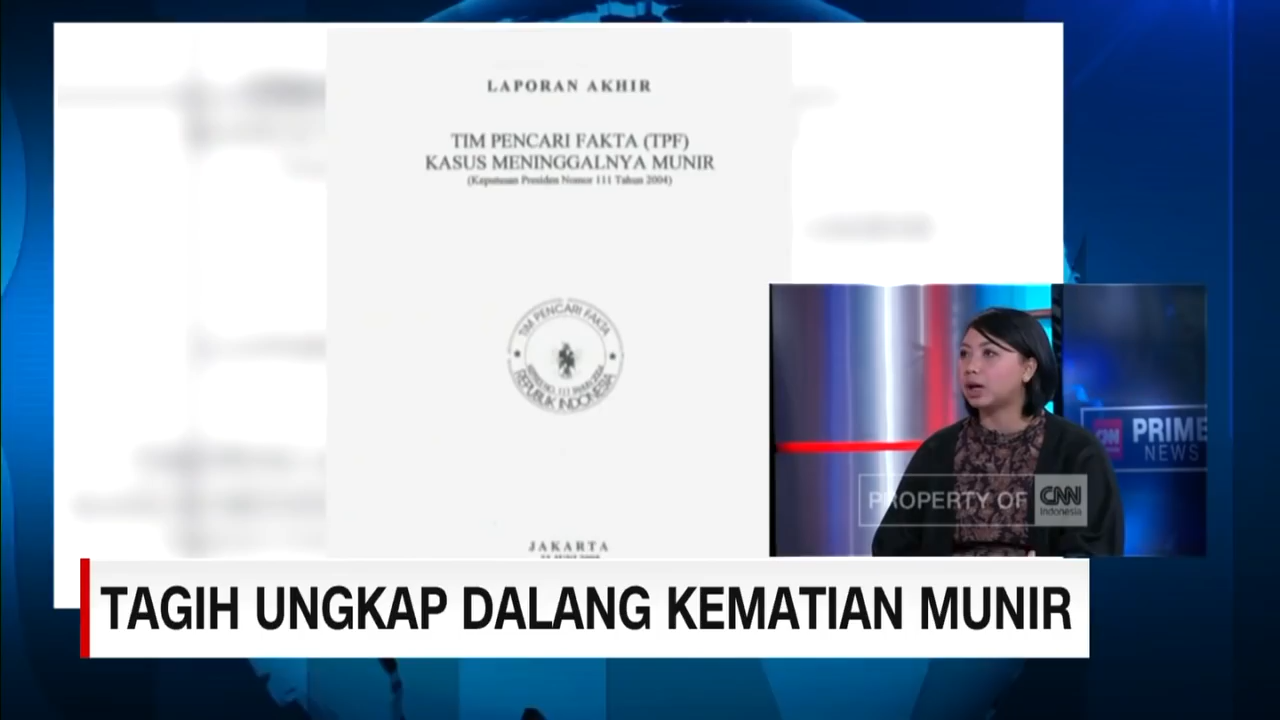 LAPORAN AKHIR
TIM PENCARI FAKTA (TPF)
KASUS MENINGGALNYA MUNIR
(Keputusan Presiden Nomor 111 Tahun 2004)
TIM PENCARI FAKTA
REPUBLIK INDONESIA
JAKARTA
CNN PRIME
NEWS
PROPERTY OF CNN
Indonesia
TAGIH UNGKAP DALANG KEMATIAN MUNIR